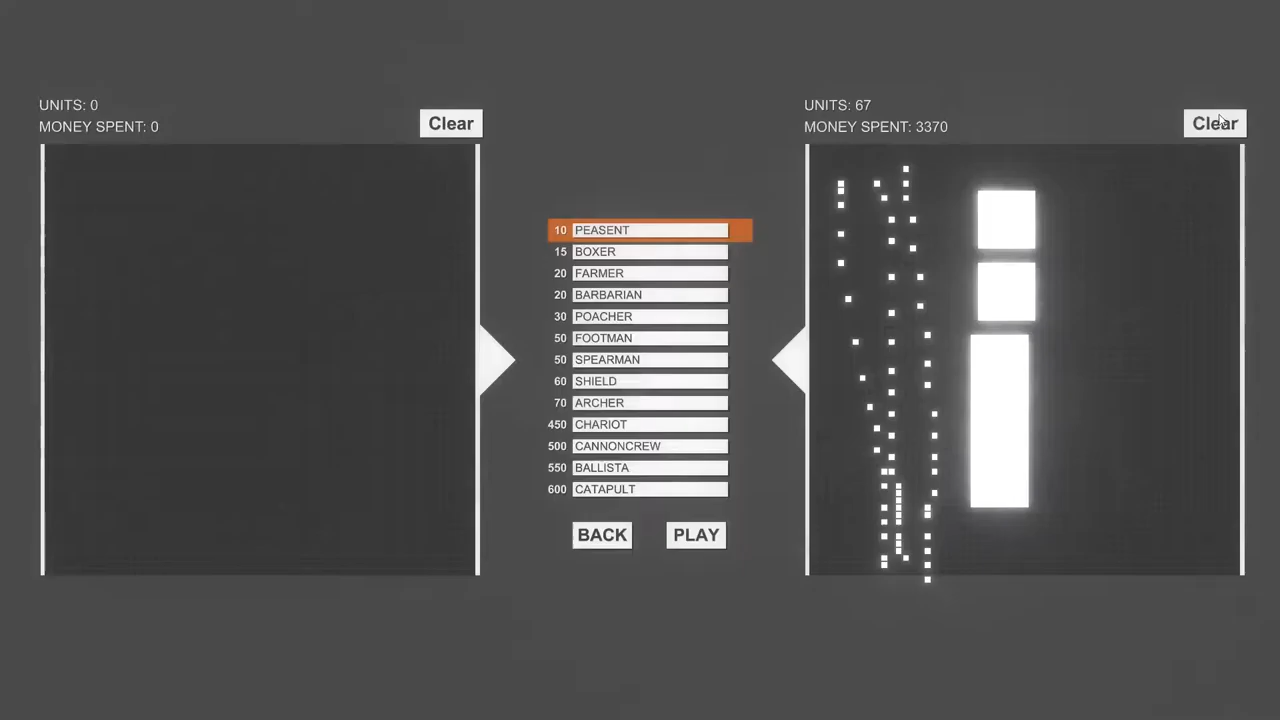 UNITS: 0
MONEY SPENT: 0
Clear
UNITS: 67
MONEY SPENT: 3370
Clear
10 PEASENT
15 BOXER
20 FARMER
20 BARBARIAN
30 POACHER
50 FOOTMAN
50 SPEARMAN
60 SHIELD
70 ARCHER
450 CHARIOT
500 CANNONCREW
550 BALLISTA
600 CATAPULT
BACK
PLAY